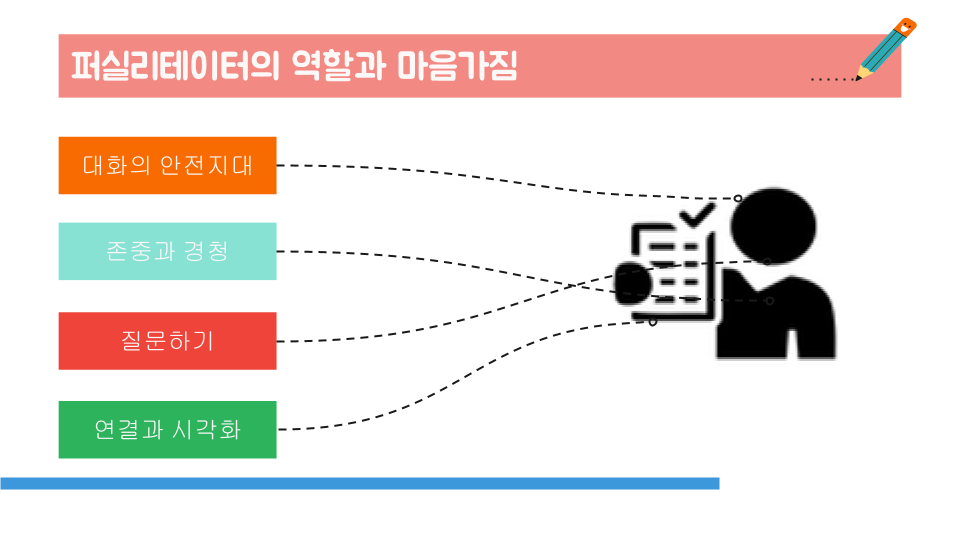 퍼실리테이터의 역할과 마음가짐
대화의 안전지대
존중과 경청
질문하기
연결과 시각화